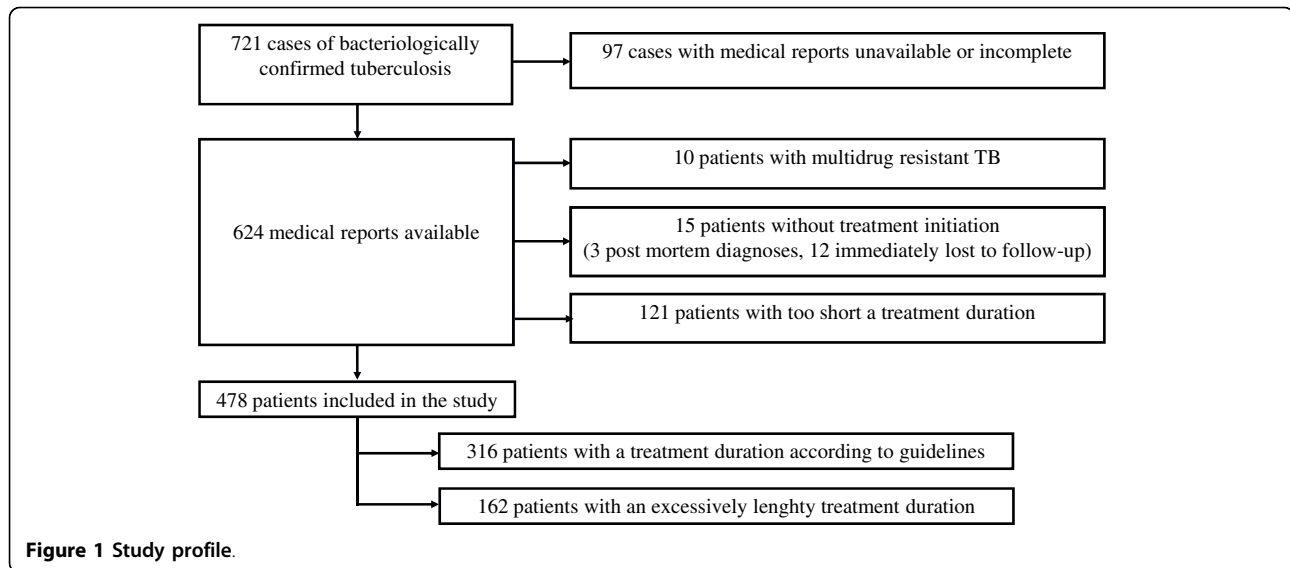 721 cases of bacteriologically
confirmed tuberculosis
97 cases with medical reports unavailable or incomplete
624 medical reports available
10 patients with multidrug resistant TB
15 patients without treatment initiation
(3 post mortem diagnoses, 12 immediately lost to follow-up)
121 patients with too short a treatment duration
478 patients included in the study
316 patients with a treatment duration according to guidelines
162 patients with an excessively lenghty treatment duration
Figure 1 Study profile.